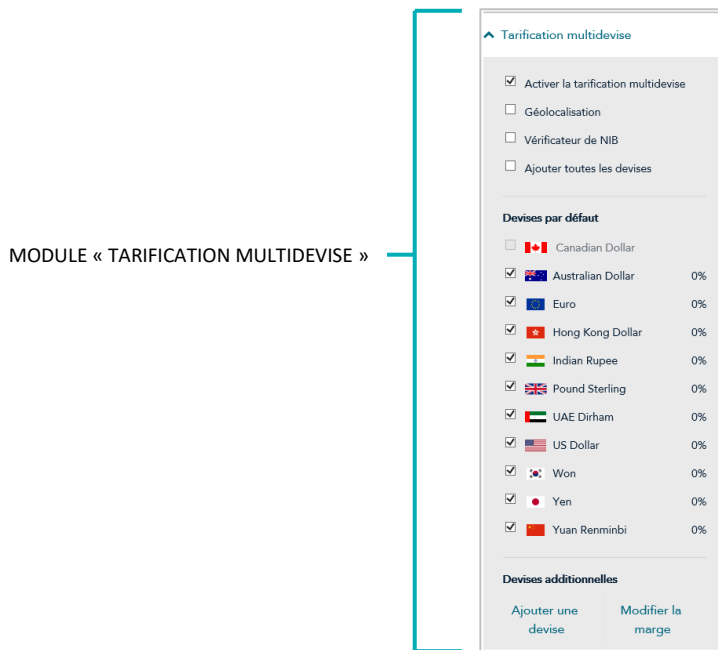 MODULE « TARIFICATION MULTIDEVISE »
Tarification multidevise
Activer la tarification multidevise
Géolocalisation
Vérificateur de NIB
Ajouter toutes les devises
Devises par défaut
Canadian Dollar
Australian Dollar 0%
Euro 0%
Hong Kong Dollar 0%
Indian Rupee 0%
Pound Sterling 0%
UAE Dirham 0%
US Dollar 0%
Won 0%
Yen 0%
Yuan Renminbi 0%
Devises additionnelles
Ajouter une
devise
Modifier la
marge